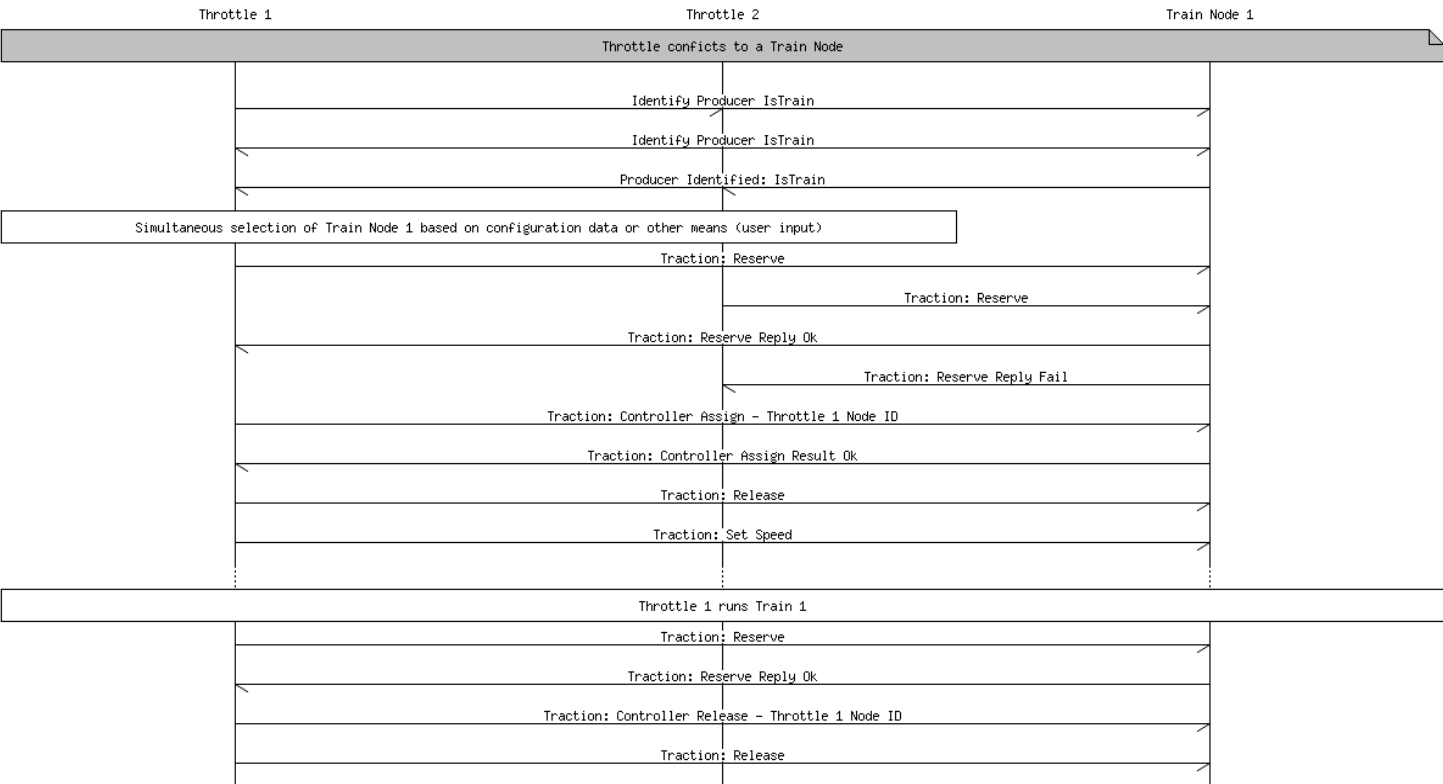 Throttle 1 Throttle 2 Train Node 1
Throttle conficts to a Train Node
Identify Producer IsTrain
Identify Producer IsTrain
Producer Identified: IsTrain
Simultaneous selection of Train Node 1 based on configuration data or other means (user input)
Traction: Reserve
Traction: Reserve
Traction: Reserve Reply Ok
Traction: Reserve Reply Fail
Traction: Controller Assign - Throttle 1 Node ID
Traction: Controller Assign Result Ok
Traction: Release
Traction: Set Speed
Throttle 1 runs Train 1
Traction: Reserve
Traction: Reserve Reply Ok
Traction: Controller Release - Throttle 1 Node ID
Traction: Release